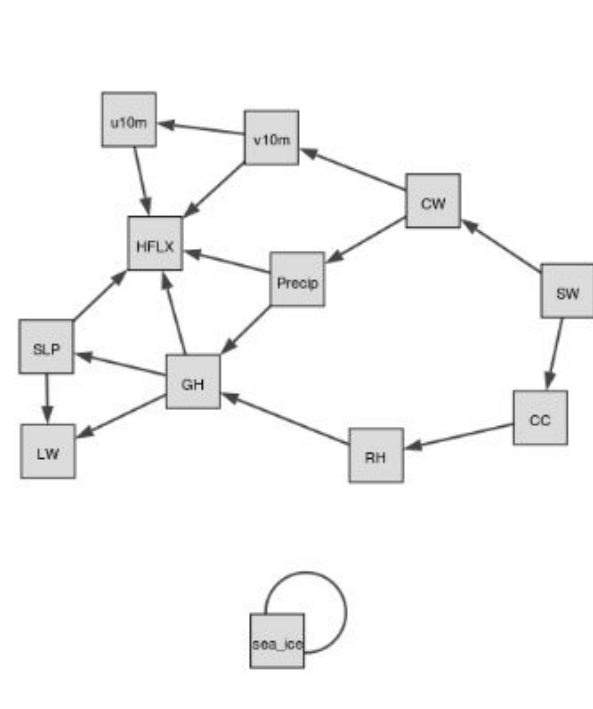 u10m
v10m
CW
HFLX
Precip
SW
SLP
GH
CC
LW
RH
sea_ice